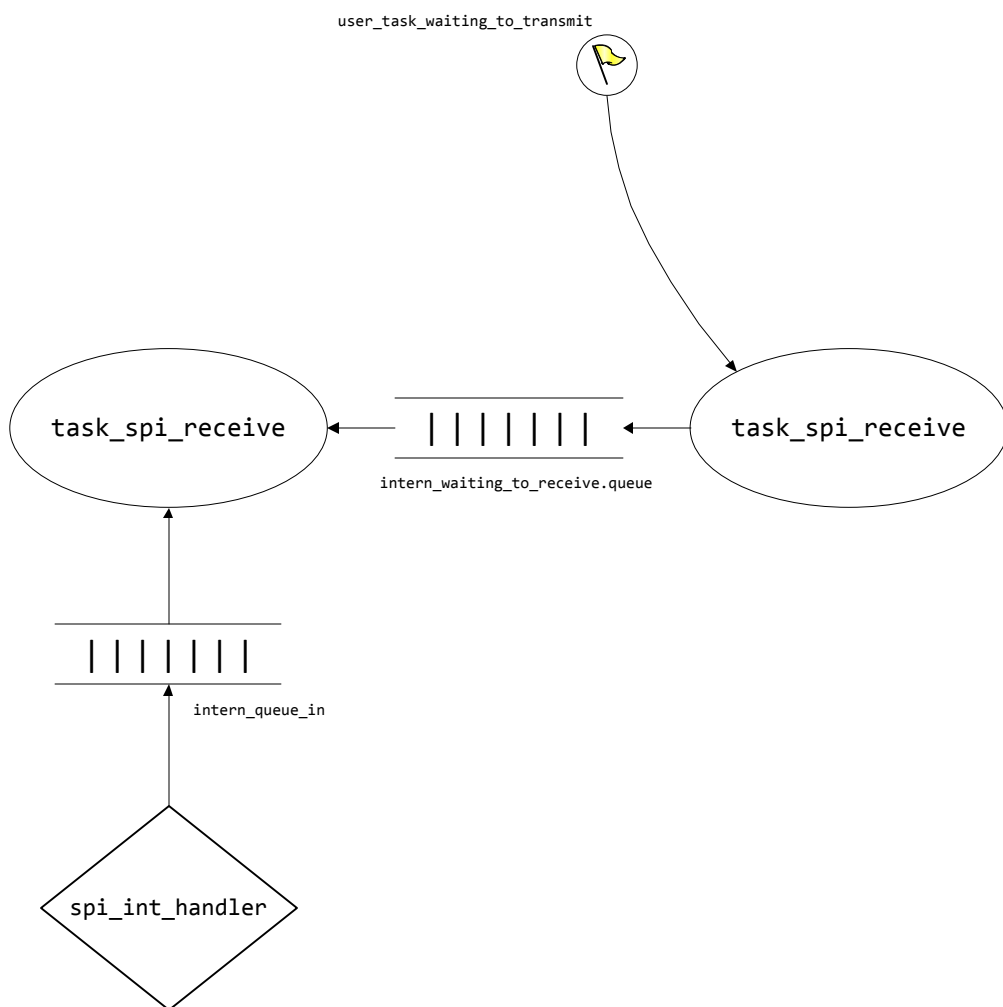 user_task_waiting_to_transmit
task_spi_receive
task_spi_receive
intern_waiting_to_receive.queue
intern_queue_in
spi_int_handler